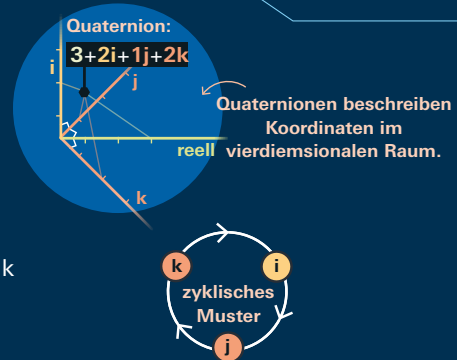 Quaternion:
3+2i+1j+2k
i
j
Quaternionen beschreiben
Koordinaten im
vierdiemsionalen Raum.
reell
k
k
k
i
zyklisches
Muster
j